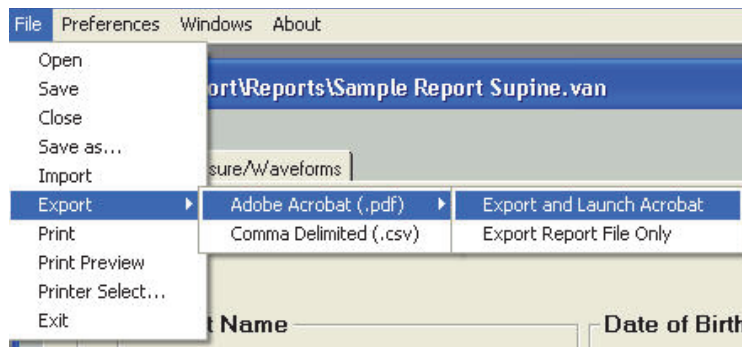 File Preferences Windows About
Open
Save
ort\Reports\Sample Report Supine.van
Close
Save as...
Import
sure/Waveforms
Export Adobe Acrobat (.pdf) Export and Launch Acrobat
Print Comma Delimited (.csv) Export Report File Only
Print Preview
Printer Select...
Exit
t Name Date of Birth